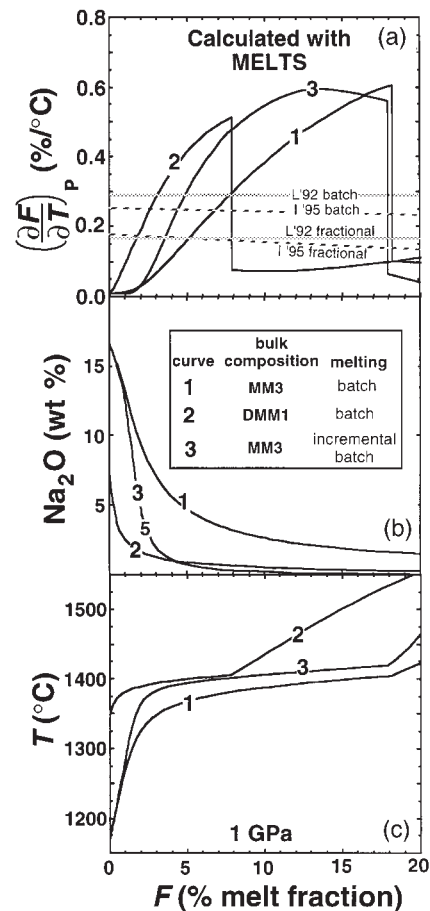 (a)
Calculated with
MELTS
0.8
0.6
0.4
0.2
0.0
(∂F/∂T)P (%/°C)
3
1
2
L'92 batch
I '95 batch
L'92 fractional
I '95 fractional
bulk
curve composition melting
1 MM3 batch
2 DMM1 batch
3 MM3 incremental
batch
15
10
5
Na2O (wt %)
3
1
5
2
(b)
1500
1400
1300
1200
T (°C)
2
3
1
1 GPa
(c)
0 5 10 15 20
F (% melt fraction)